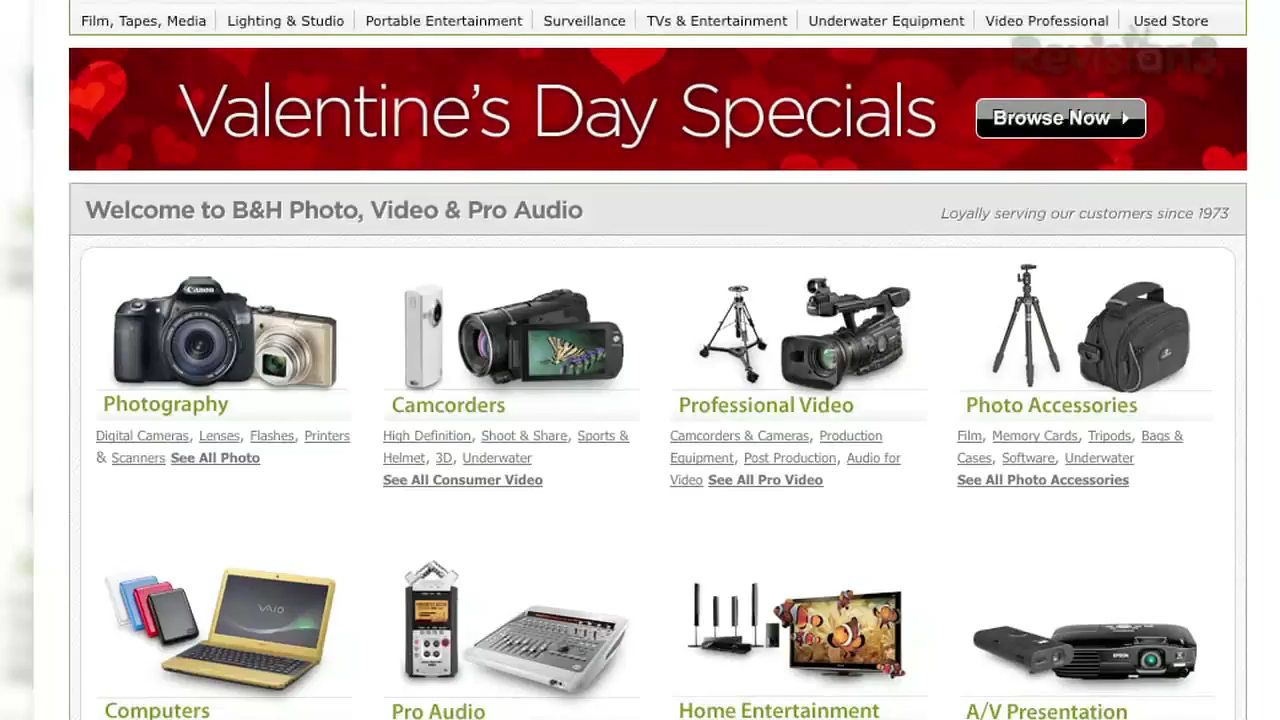 Film, Tapes, Media Lighting & Studio Portable Entertainment Surveillance TVs & Entertainment Underwater Equipment Video Professional Used Store
Revision3
Valentine's Day Specials Browse Now
Welcome to B&H Photo, Video & Pro Audio Loyally serving our customers since 1973
Canon
Photography
Digital Cameras, Lenses, Flashes, Printers
& Scanners See All Photo
Camcorders
High Definition, Shoot & Share, Sports &
Helmet, 3D, Underwater
See All Consumer Video
Professional Video
Camcorders & Cameras, Production
Equipment, Post Production, Audio for
Video See All Pro Video
Photo Accessories
Film, Memory Cards, Tripods, Bags &
Cases, Software, Underwater
See All Photo Accessories
VAIO
EPSON
Computers
Pro Audio
Home Entertainment
A/V Presentation